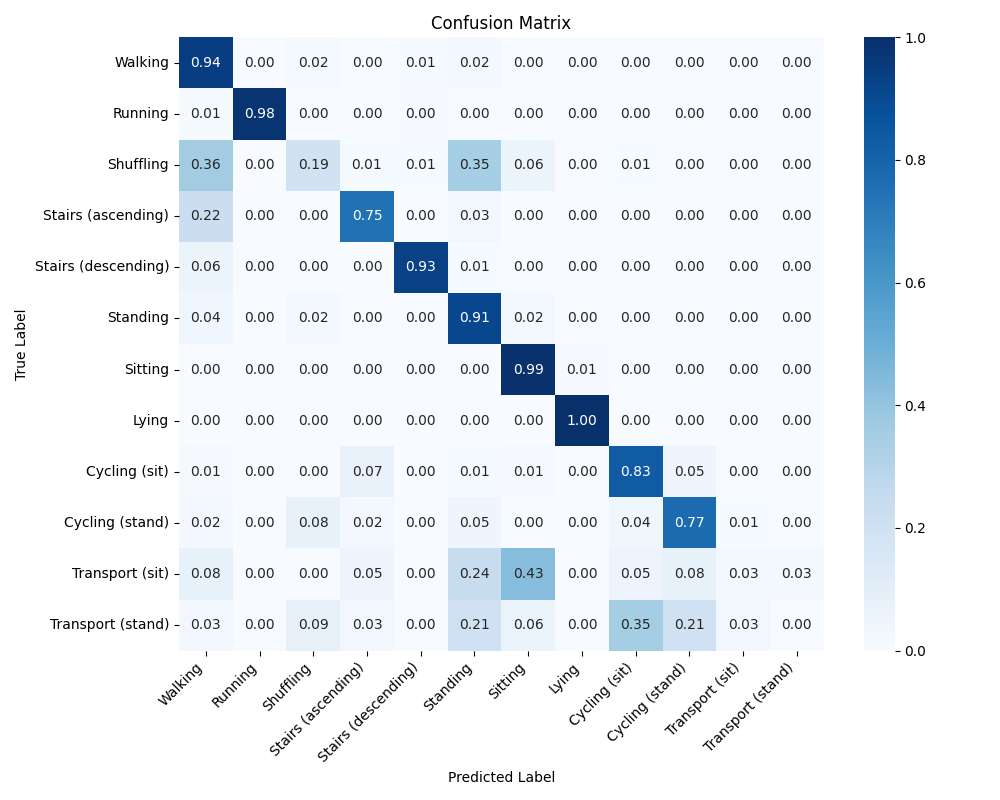 Confusion Matrix
Walking 0.94 0.00 0.02 0.00 0.01 0.02 0.00 0.00 0.00 0.00 0.00 0.00
Running 0.01 0.98 0.00 0.00 0.00 0.00 0.00 0.00 0.00 0.00 0.00 0.00
Shuffling 0.36 0.00 0.19 0.01 0.01 0.35 0.06 0.00 0.01 0.00 0.00 0.00
Stairs (ascending) 0.22 0.00 0.00 0.75 0.00 0.03 0.00 0.00 0.00 0.00 0.00 0.00
Stairs (descending) 0.06 0.00 0.00 0.00 0.93 0.01 0.00 0.00 0.00 0.00 0.00 0.00
Standing 0.04 0.00 0.02 0.00 0.00 0.91 0.02 0.00 0.00 0.00 0.00 0.00
Sitting 0.00 0.00 0.00 0.00 0.00 0.00 0.99 0.01 0.00 0.00 0.00 0.00
Lying 0.00 0.00 0.00 0.00 0.00 0.00 0.00 1.00 0.00 0.00 0.00 0.00
Cycling (sit) 0.01 0.00 0.00 0.07 0.00 0.01 0.01 0.00 0.83 0.05 0.00 0.00
Cycling (stand) 0.02 0.00 0.08 0.02 0.00 0.05 0.00 0.00 0.04 0.77 0.01 0.00
Transport (sit) 0.08 0.00 0.00 0.05 0.00 0.24 0.43 0.00 0.05 0.08 0.03 0.03
Transport (stand) 0.03 0.00 0.09 0.03 0.00 0.21 0.06 0.00 0.35 0.21 0.03 0.00
True Label
Walking
Running
Shuffling
Stairs (ascending)
Stairs (descending)
Standing
Sitting
Lying
Cycling (sit)
Cycling (stand)
Transport (sit)
Transport (stand)
Predicted Label
1.0
0.8
0.6
0.4
0.2
0.0